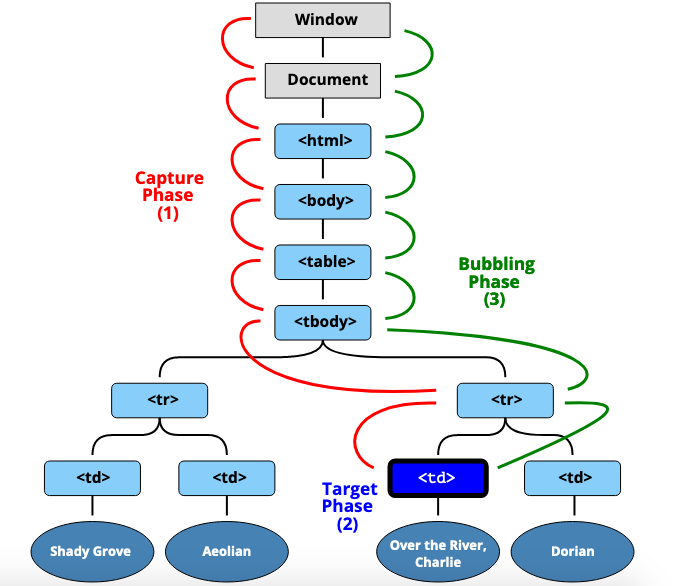 Window
Document
<html>
Capture
Phase
(1)
<body>
<table>
Bubbling
Phase
(3)
<tbody>
<tr>
<tr>
<td>
<td>
<td>
<td>
Target
Phase
(2)
Shady Grove
Aeolian
Over the River,
Charlie
Dorian